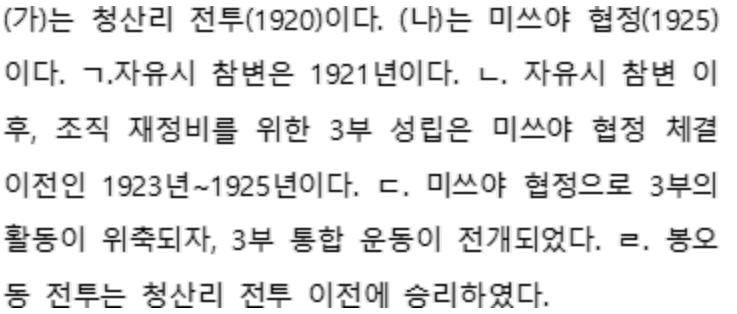 (가)는 청산리 전투(1920)이다. (나)는 미쓰야 협정(1925)
이다. ㄱ.자유시 참변은 1921년이다. ㄴ. 자유시 참변 이
후, 조직 재정비를 위한 3부 성립은 미쓰야 협정 체결
이전인 1923년~1925년이다. ㄷ. 미쓰야 협정으로 3부의
활동이 위축되자, 3부 통합 운동이 전개되었다. ㄹ. 봉오
동 전투는 청산리 전투 이전에 승리하였다.